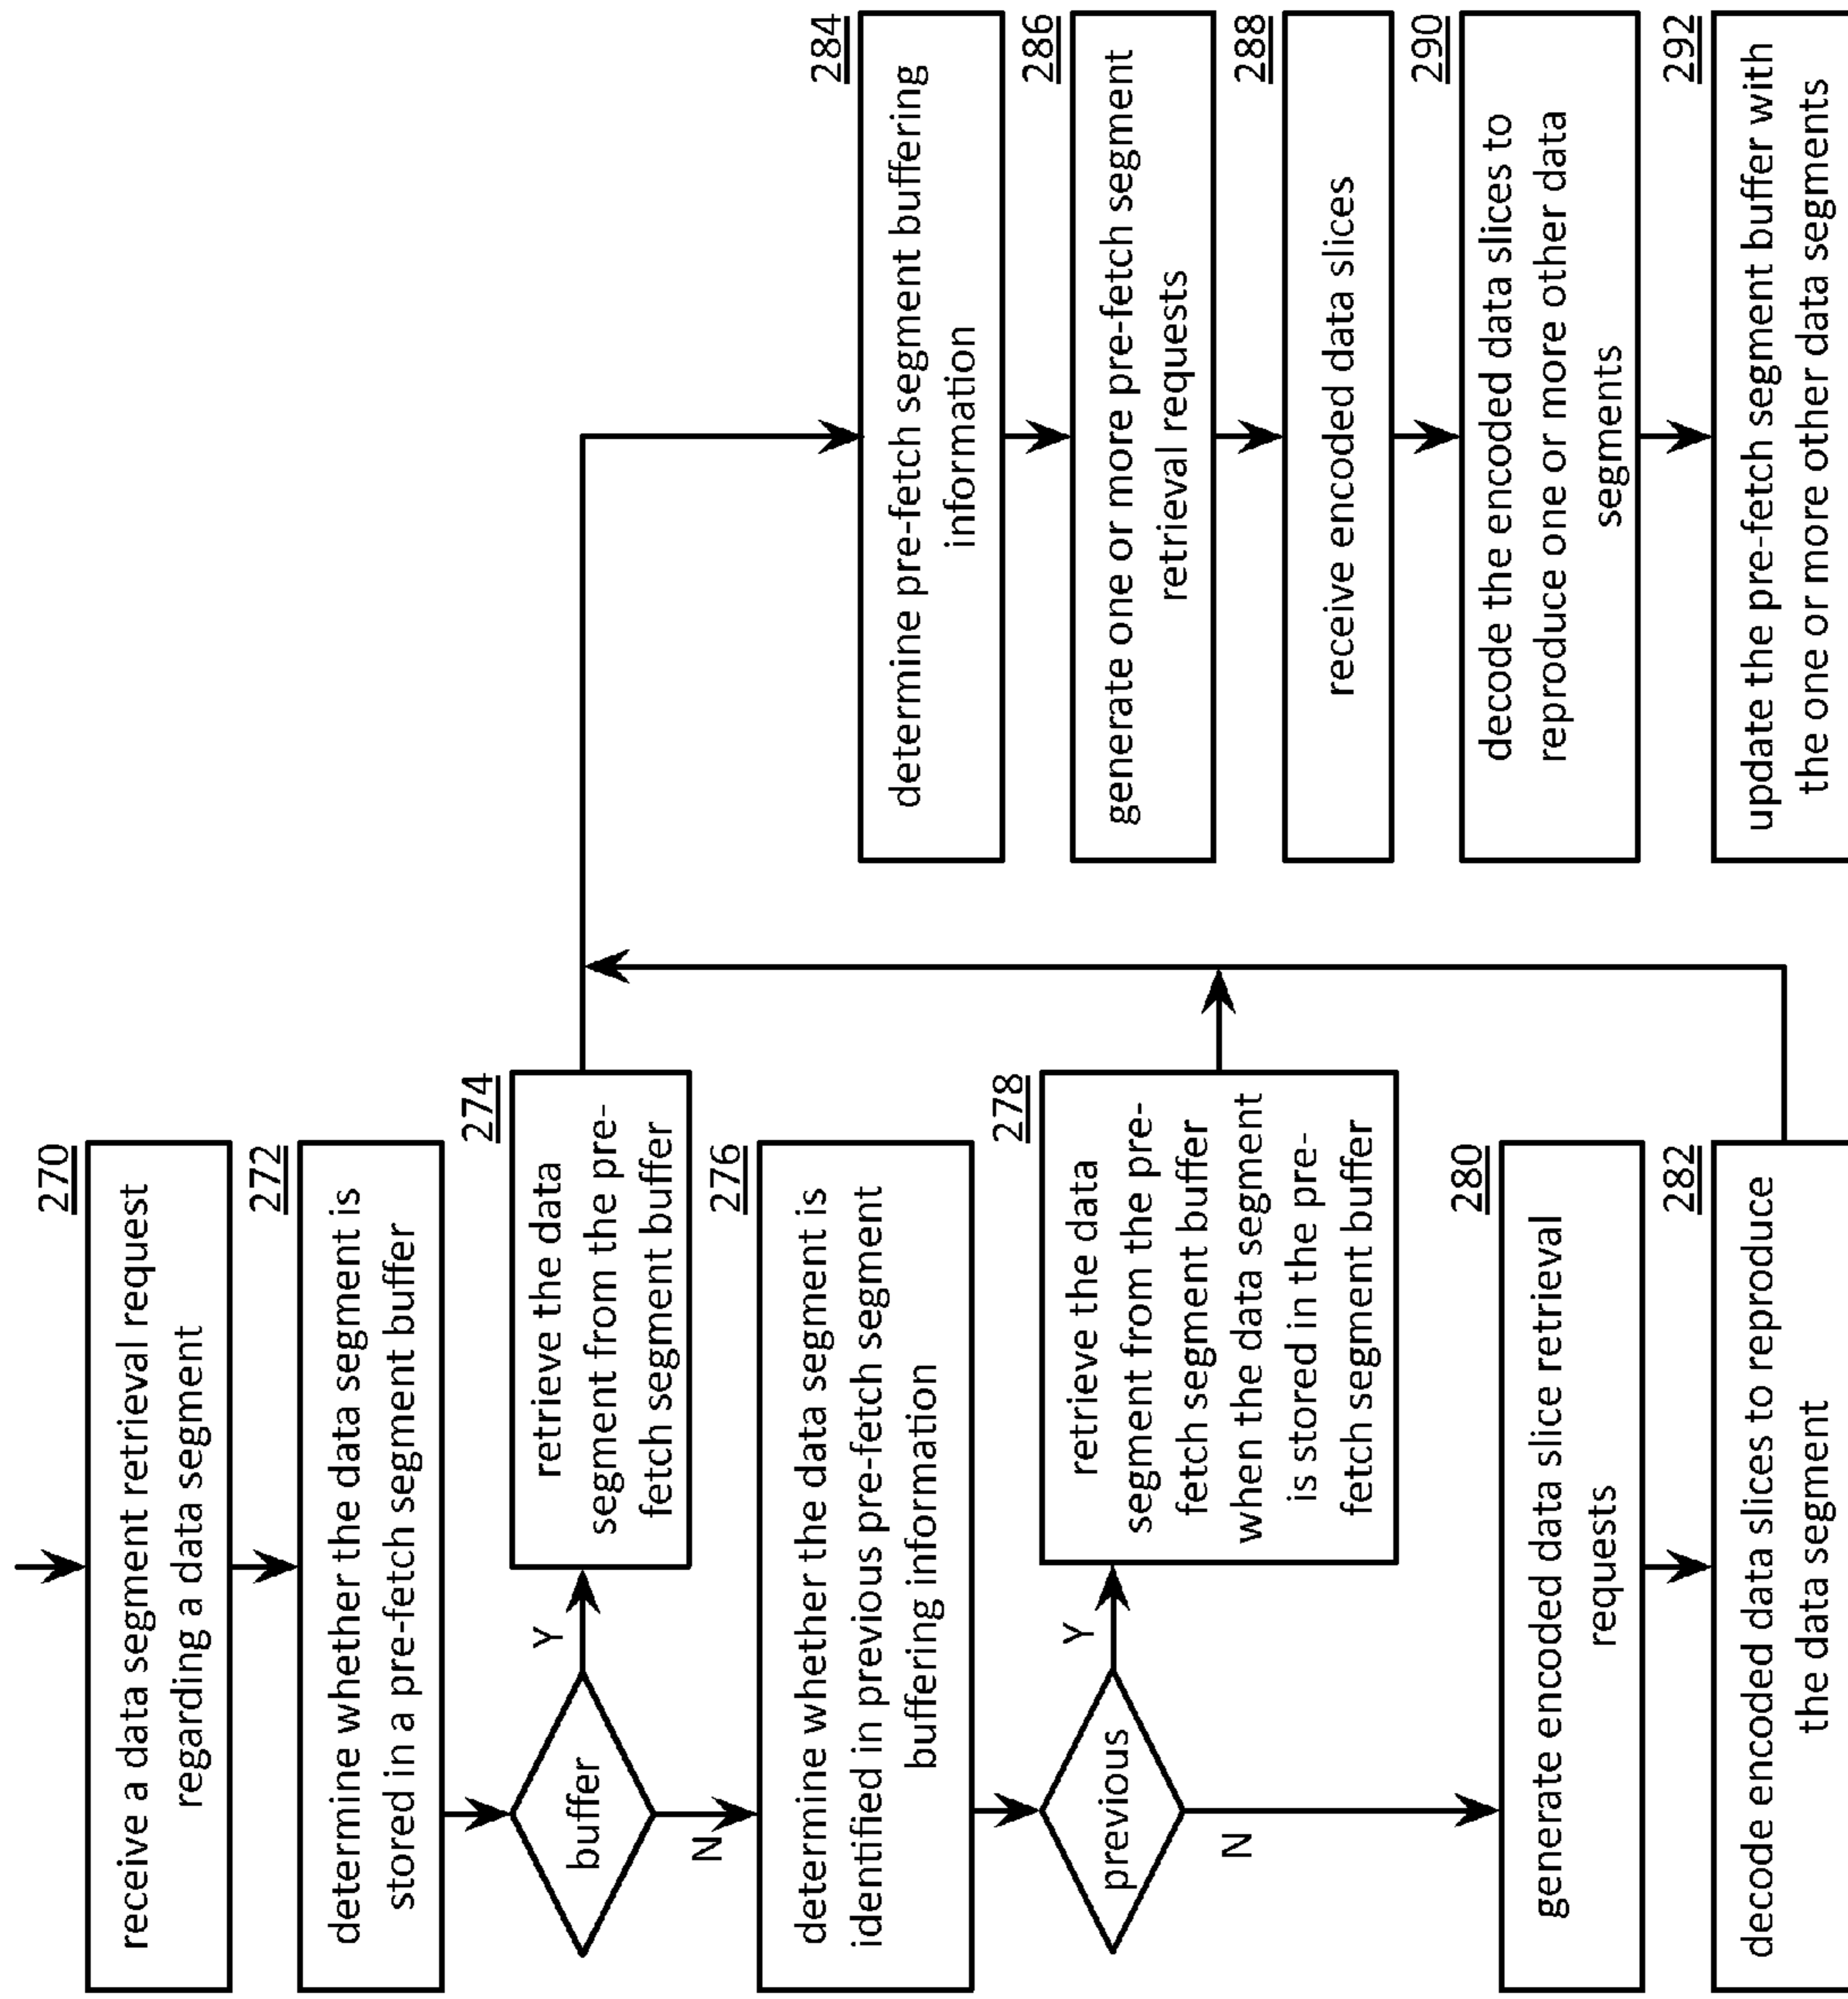 270
receive a data segment retrieval request
regarding a data segment
272
determine whether the data segment is
stored in a pre-fetch segment buffer
buffer
Y
N
274
retrieve the data
segment from the pre-
fetch segment buffer
276
determine whether the data segment is
identified in previous pre-fetch segment
buffering information
previous
Y
N
278
retrieve the data
segment from the pre-
fetch segment buffer
when the data segment
is stored in the pre-
fetch segment buffer
280
generate encoded data slice retrieval
requests
282
decode encoded data slices to reproduce
the data segment
284
determine pre-fetch segment buffering
information
286
generate one or more pre-fetch segment
retrieval requests
288
receive encoded data slices
290
decode the encoded data slices to
reproduce one or more other data
segments
292
update the pre-fetch segment buffer with
the one or more other data segments